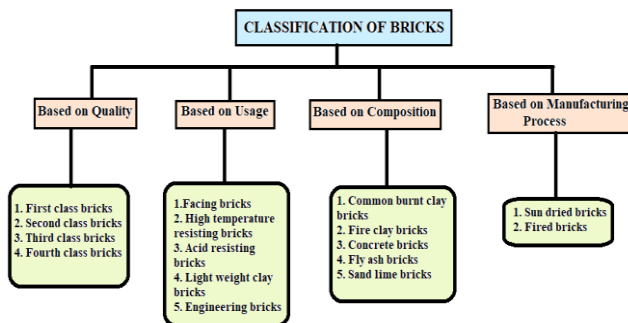 CLASSIFICATION OF BRICKS
Based on Quality
1. First class bricks
2. Second class bricks
3. Third class bricks
4. Fourth class bricks
Based on Usage
1.Facing bricks
2. High temperature
resisting bricks
3. Acid resisting
bricks
4. Light weight clay
bricks
5. Engineering bricks
Based on Composition
1. Common burnt clay
bricks
2. Fire clay bricks
3. Concrete bricks
4. Fly ash bricks
5. Sand lime bricks
Based on Manufacturing
Process
1. Sun dried bricks
2. Fired bricks